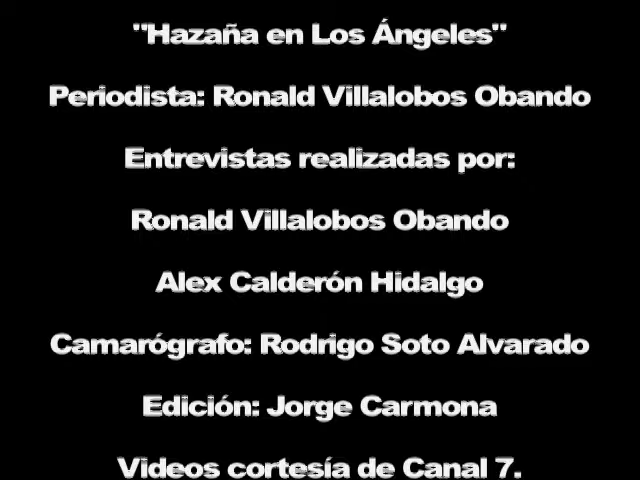 "Hazaña en Los Ángeles"
Periodista: Ronald Villalobos Obando
Entrevistas realizadas por:
Ronald Villalobos Obando
Alex Calderón Hidalgo
Camarógrafo: Rodrigo Soto Alvarado
Edición: Jorge Carmona
Videos cortesía de Canal 7.